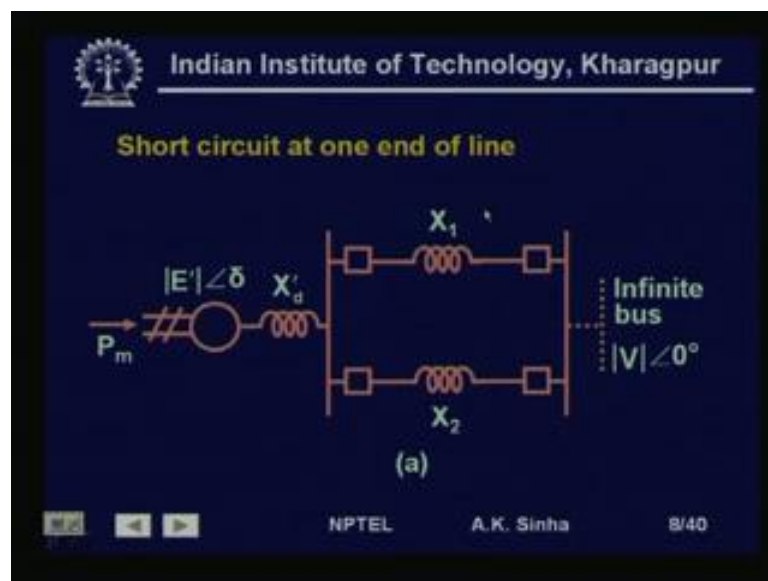 Indian Institute of Technology, Kharagpur
Short circuit at one end of line
X₁
|E'|∠δ
X'd
Infinite
bus
Pm
|V|∠0°
X₂
(a)
NPTEL A.K. Sinha 8/40